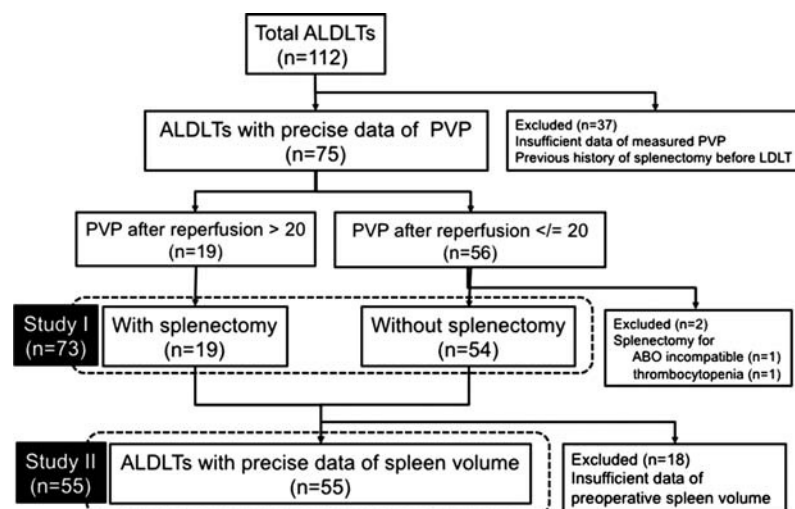 Total ALDLTs
(n=112)
Excluded (n=37)
Insufficient data of measured PVP
Previous history of splenectomy before LDLT
ALDLTs with precise data of PVP
(n=75)
PVP after reperfusion > 20
(n=19)
PVP after reperfusion </= 20
(n=56)
Excluded (n=2)
Splenectomy for
ABO incompatible (n=1)
thrombocytopenia (n=1)
Study I
(n=73)
With splenectomy
(n=19)
Without splenectomy
(n=54)
Excluded (n=18)
Insufficient data of
preoperative spleen volume
Study II
(n=55)
ALDLTs with precise data of spleen volume
(n=55)